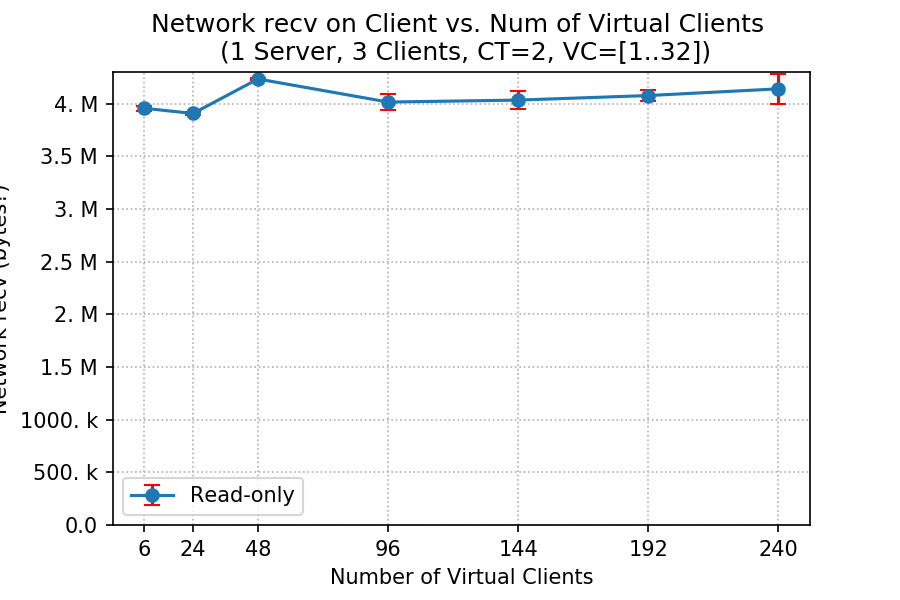 Network recv on Client vs. Num of Virtual Clients
(1 Server, 3 Clients, CT=2, VC=[1..32])
4. M
3.5 M
3. M
2.5 M
2. M
1.5 M
1000. k
500. k
0.0
Network recv (bytes?)
Read-only
6 24 48 96 144 192 240
Number of Virtual Clients